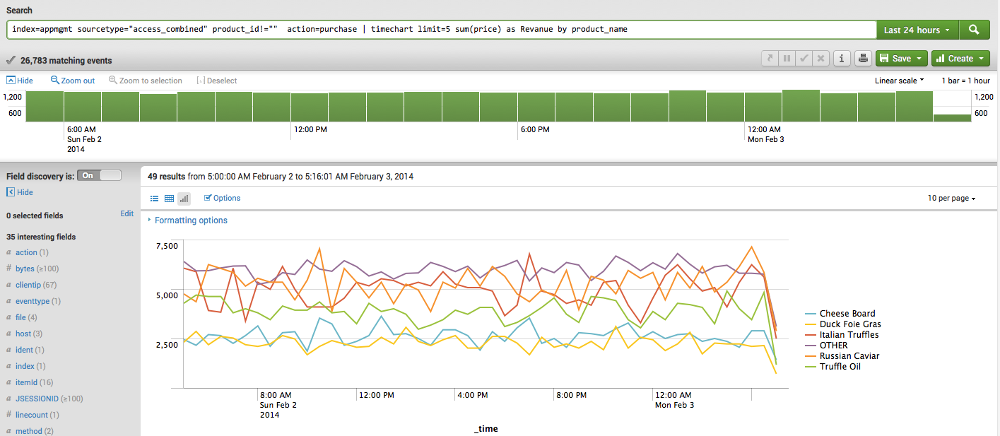 Search
index=appmgmt sourcetype="access_combined" product_id!="" action=purchase | timechart limit=5 sum(price) as Revanue by product_name
Last 24 hours
26,783 matching events
i
Save
Create
Hide
Zoom out
Zoom to selection
Deselect
Linear scale
1 bar = 1 hour
1,200
600
1,200
600
6:00 AM
Sun Feb 2
2014
12:00 PM
6:00 PM
12:00 AM
Mon Feb 3
Field discovery is: On
Hide
0 selected fields
Edit
35 interesting fields
a action (1)
# bytes (≥100)
a clientip (67)
a eventtype (1)
a file (4)
a host (3)
a ident (1)
a index (1)
a itemId (16)
a JSESSIONID (≥100)
# linecount (1)
a method (2)
49 results from 5:00:00 AM February 2 to 5:16:01 AM February 3, 2014
Options
10 per page
Formatting options
7,500
5,000
2,500
8:00 AM
Sun Feb 2
2014
12:00 PM
4:00 PM
8:00 PM
12:00 AM
Mon Feb 3
_time
Cheese Board
Duck Foie Gras
Italian Truffles
OTHER
Russian Caviar
Truffle Oil